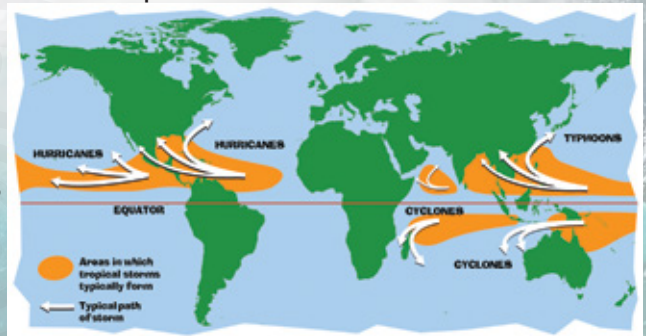 HURRICANES
HURRICANES
TYPHOONS
EQUATOR
CYCLONES
CYCLONES
Areas in which
tropical storms
typically form
Typical path
of storm